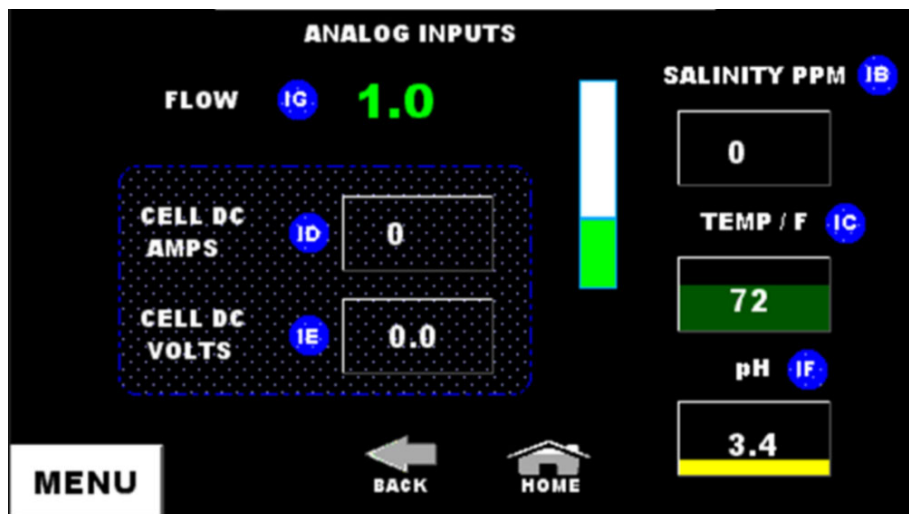 ANALOG INPUTS
FLOW IG 1.0
SALINITY PPM IB
0
CELL DC
AMPS
ID
0
TEMP / F IC
72
CELL DC
VOLTS
IE
0.0
pH IF
3.4
MENU
BACK
HOME